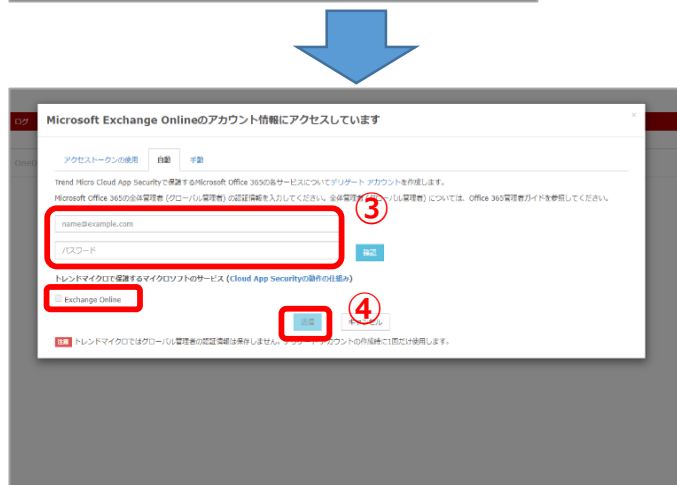 ログ
Microsoft Exchange Onlineのアカウント情報にアクセスしています
×
アクセストークンの使用 自動 手動
Trend Micro Cloud App Securityで保護するMicrosoft Office 365の各サービスについてデリゲート アカウントを作成します。
Microsoft Office 365の全体管理者 (グローバル管理者) の認証情報を入力してください。全体管理者 (グローバル管理者) については、Office 365管理者ガイドを参照してください。
③
name@example.com
パスワード
確認
トレンドマイクロで保護するマイクロソフトのサービス (Cloud App Securityの動作の仕組み)
Exchange Online
④
送信 キャンセル
注意 トレンドマイクロではグローバル管理者の認証情報は保存しません。デリゲート アカウントの作成時に1回だけ使用します。